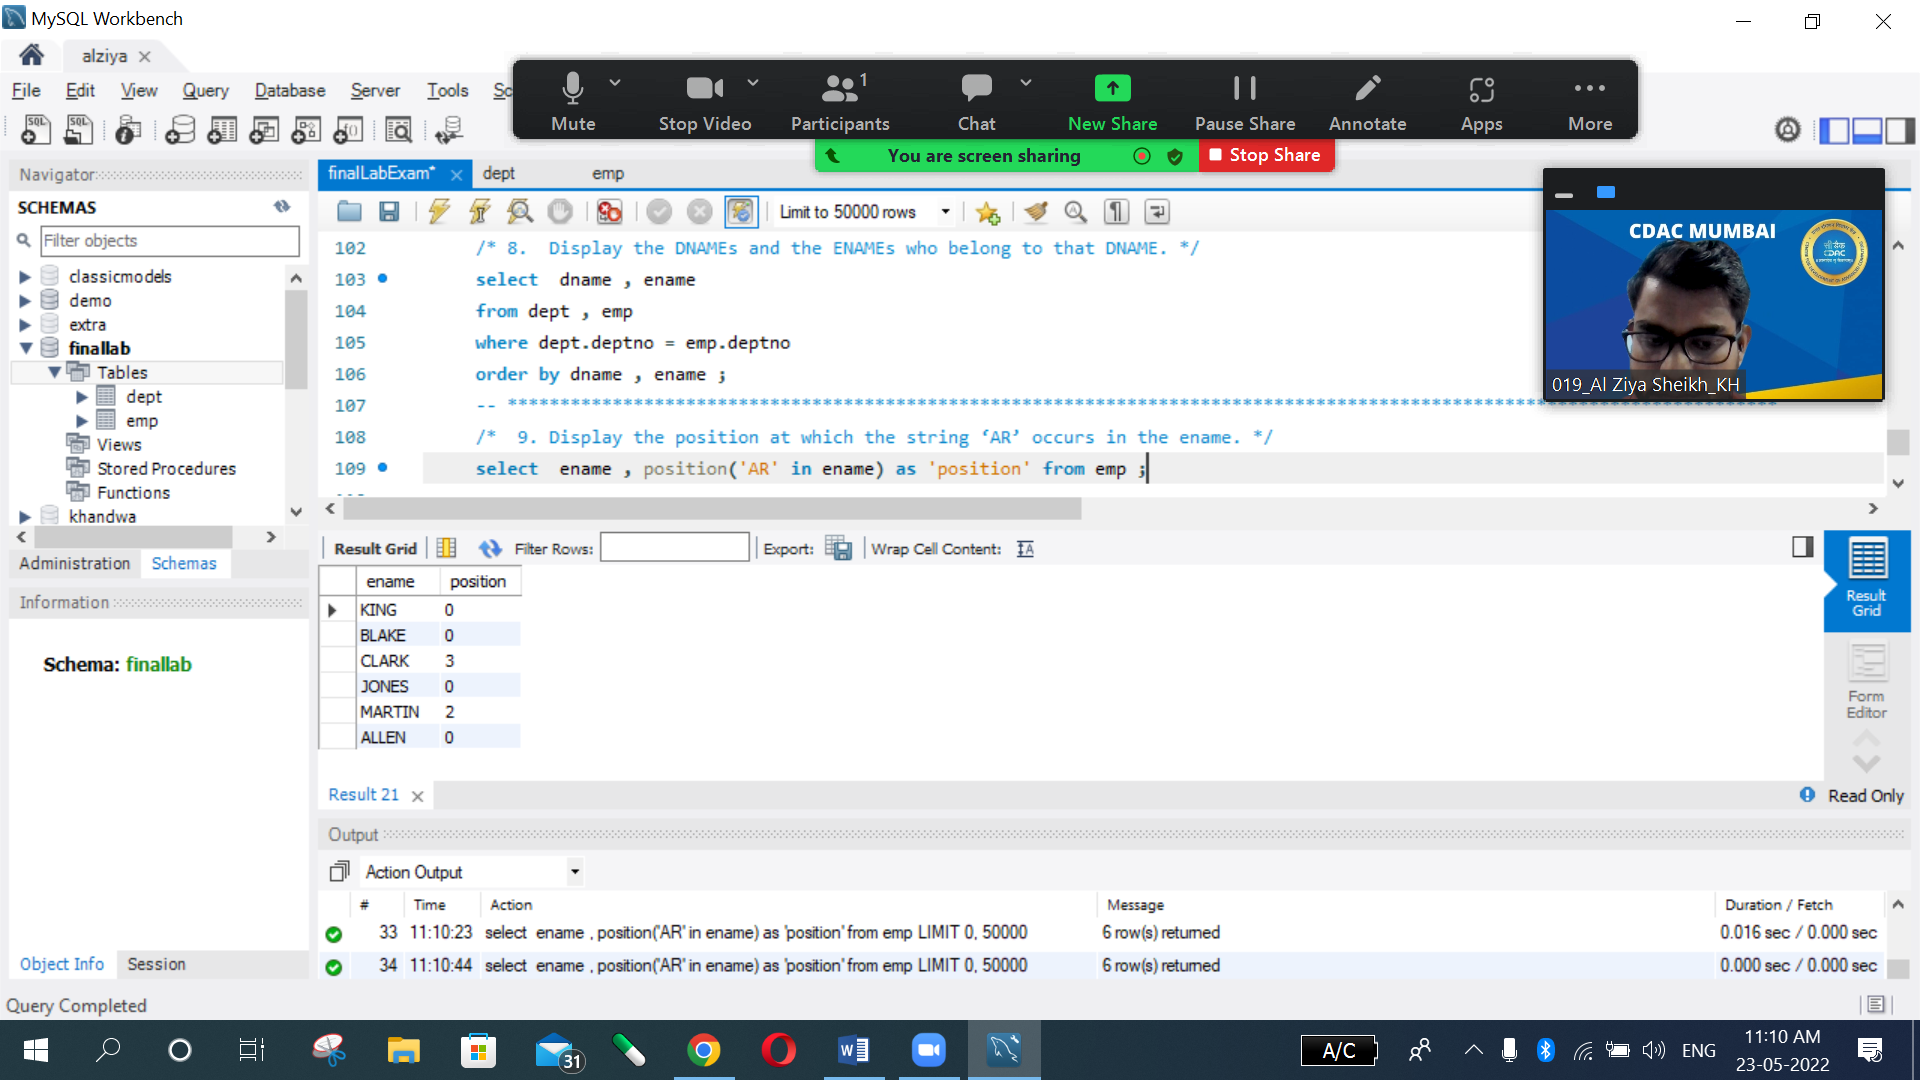 MySQL Workbench
alziya
File Edit View Query Database Server Tools Sc
Mute
Stop Video
Participants 1
Chat
New Share
Pause Share
Annotate
Apps
More
You are screen sharing
Stop Share
Navigator
SCHEMAS
Filter objects
classicmodels
demo
extra
finallab
Tables
dept
emp
Views
Stored Procedures
Functions
khandwa
Administration Schemas
Information
Schema: finallab
Object Info Session
finalLabExam* dept emp
Limit to 50000 rows
102 /* 8. Display the DNAMEs and the ENAMEs who belong to that DNAME. */
103 select dname , ename
104 from dept , emp
105 where dept.deptno = emp.deptno
106 order by dname , ename ;
107 -- ****************************************************************
108 /* 9. Display the position at which the string ‘AR’ occurs in the ename. */
109 select ename , position('AR' in ename) as 'position' from emp ;
CDAC MUMBAI
CDAC
019_Al Ziya Sheikh_KH
Result Grid Filter Rows: Export: Wrap Cell Content:
ename position
KING 0
BLAKE 0
CLARK 3
JONES 0
MARTIN 2
ALLEN 0
Result Grid
Form Editor
Result 21
Read Only
Output
Action Output
# Time Action Message Duration / Fetch
33 11:10:23 select ename , position('AR' in ename) as 'position' from emp LIMIT 0, 50000 6 row(s) returned 0.016 sec / 0.000 sec
34 11:10:44 select ename , position('AR' in ename) as 'position' from emp LIMIT 0, 50000 6 row(s) returned 0.000 sec / 0.000 sec
Query Completed
31
A/C
ENG
11:10 AM
23-05-2022